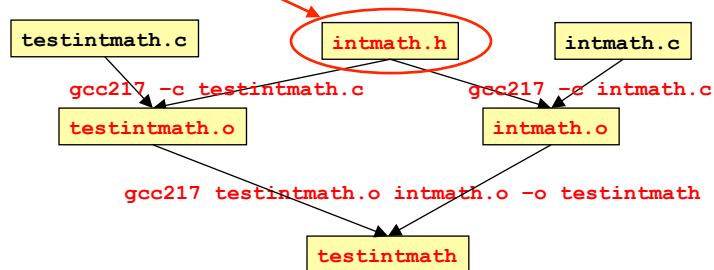 testintmath.c intmath.h intmath.c
gcc217 –c testintmath.c gcc217 –c intmath.c
testintmath.o intmath.o
gcc217 testintmath.o intmath.o –o testintmath
testintmath